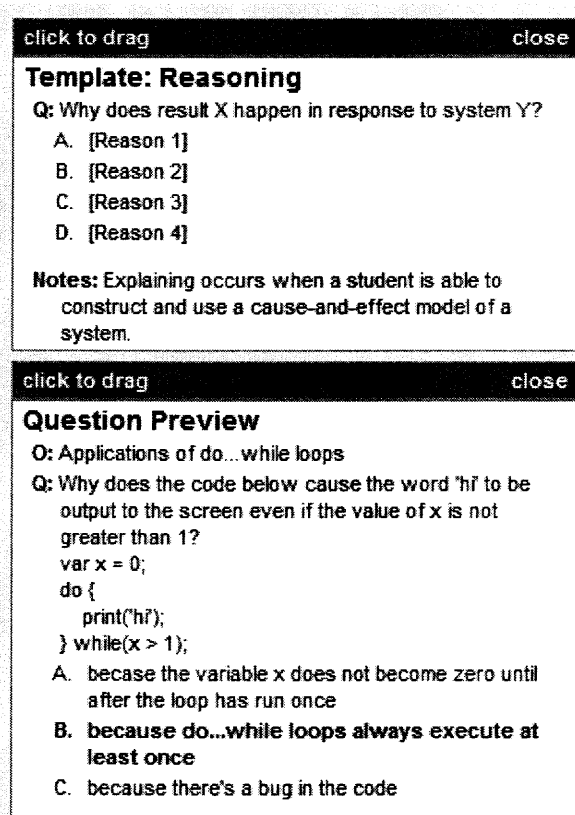 click to drag close
Template: Reasoning
Q: Why does result X happen in response to system Y?
A. [Reason 1]
B. [Reason 2]
C. [Reason 3]
D. [Reason 4]
Notes: Explaining occurs when a student is able to
construct and use a cause-and-effect model of a
system.
click to drag close
Question Preview
O: Applications of do...while loops
Q: Why does the code below cause the word 'hi' to be
output to the screen even if the value of x is not
greater than 1?
var x = 0;
do {
print('hi');
} while(x > 1);
A. becase the variable x does not become zero until
after the loop has run once
B. because do...while loops always execute at
least once
C. because there's a bug in the code